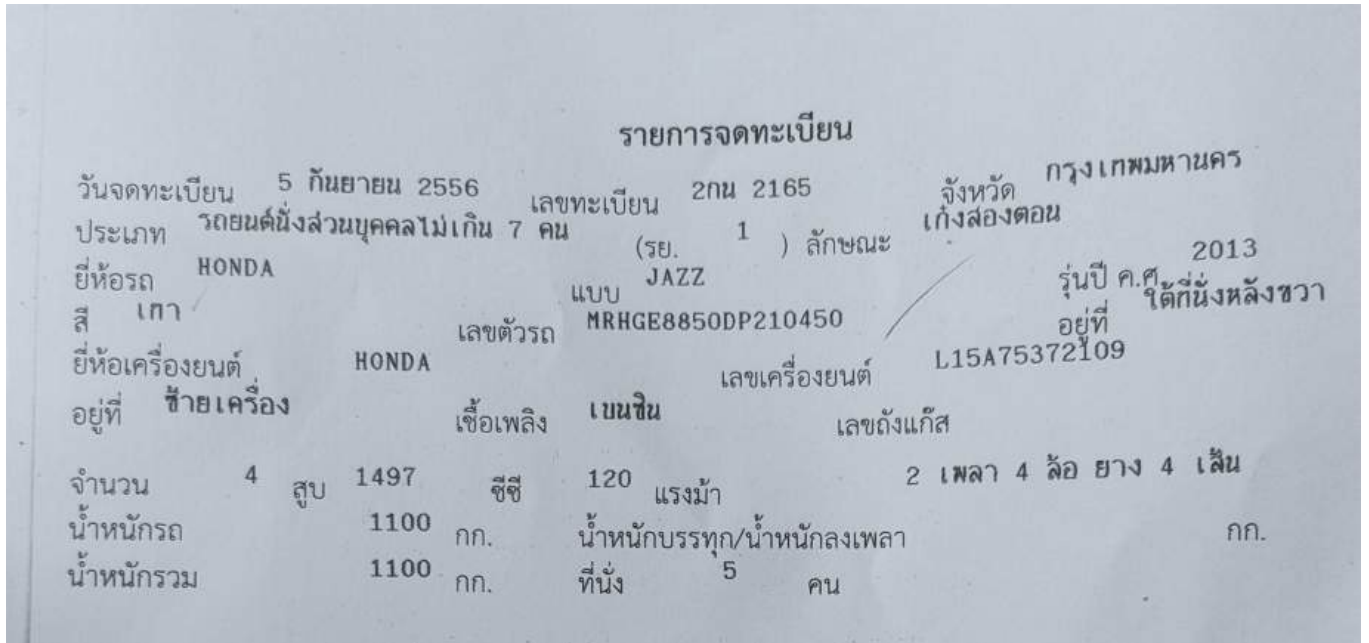 รายการจดทะเบียน
วันจดทะเบียน 5 กันยายน 2556 เลขทะเบียน 2กน 2165 จังหวัด กรุงเทพมหานคร
ประเภท รถยนต์นั่งส่วนบุคคลไม่เกิน 7 คน (รย. 1 ) ลักษณะ เก๋งสองตอน
ยี่ห้อรถ HONDA แบบ JAZZ รุ่นปี ค.ศ. 2013
สี เทา เลขตัวรถ MRHGE8850DP210450 อยู่ที่ ใต้ที่นั่งหลังขวา
ยี่ห้อเครื่องยนต์ HONDA เลขเครื่องยนต์ L15A75372109
อยู่ที่ ซ้ายเครื่อง เชื้อเพลิง เบนซิน เลขถังแก๊ส
จำนวน 4 สูบ 1497 ซีซี 120 แรงม้า 2 เพลา 4 ล้อ ยาง 4 เส้น
น้ำหนักรถ 1100 กก. น้ำหนักบรรทุก/น้ำหนักลงเพลา กก.
น้ำหนักรวม 1100 กก. ที่นั่ง 5 คน